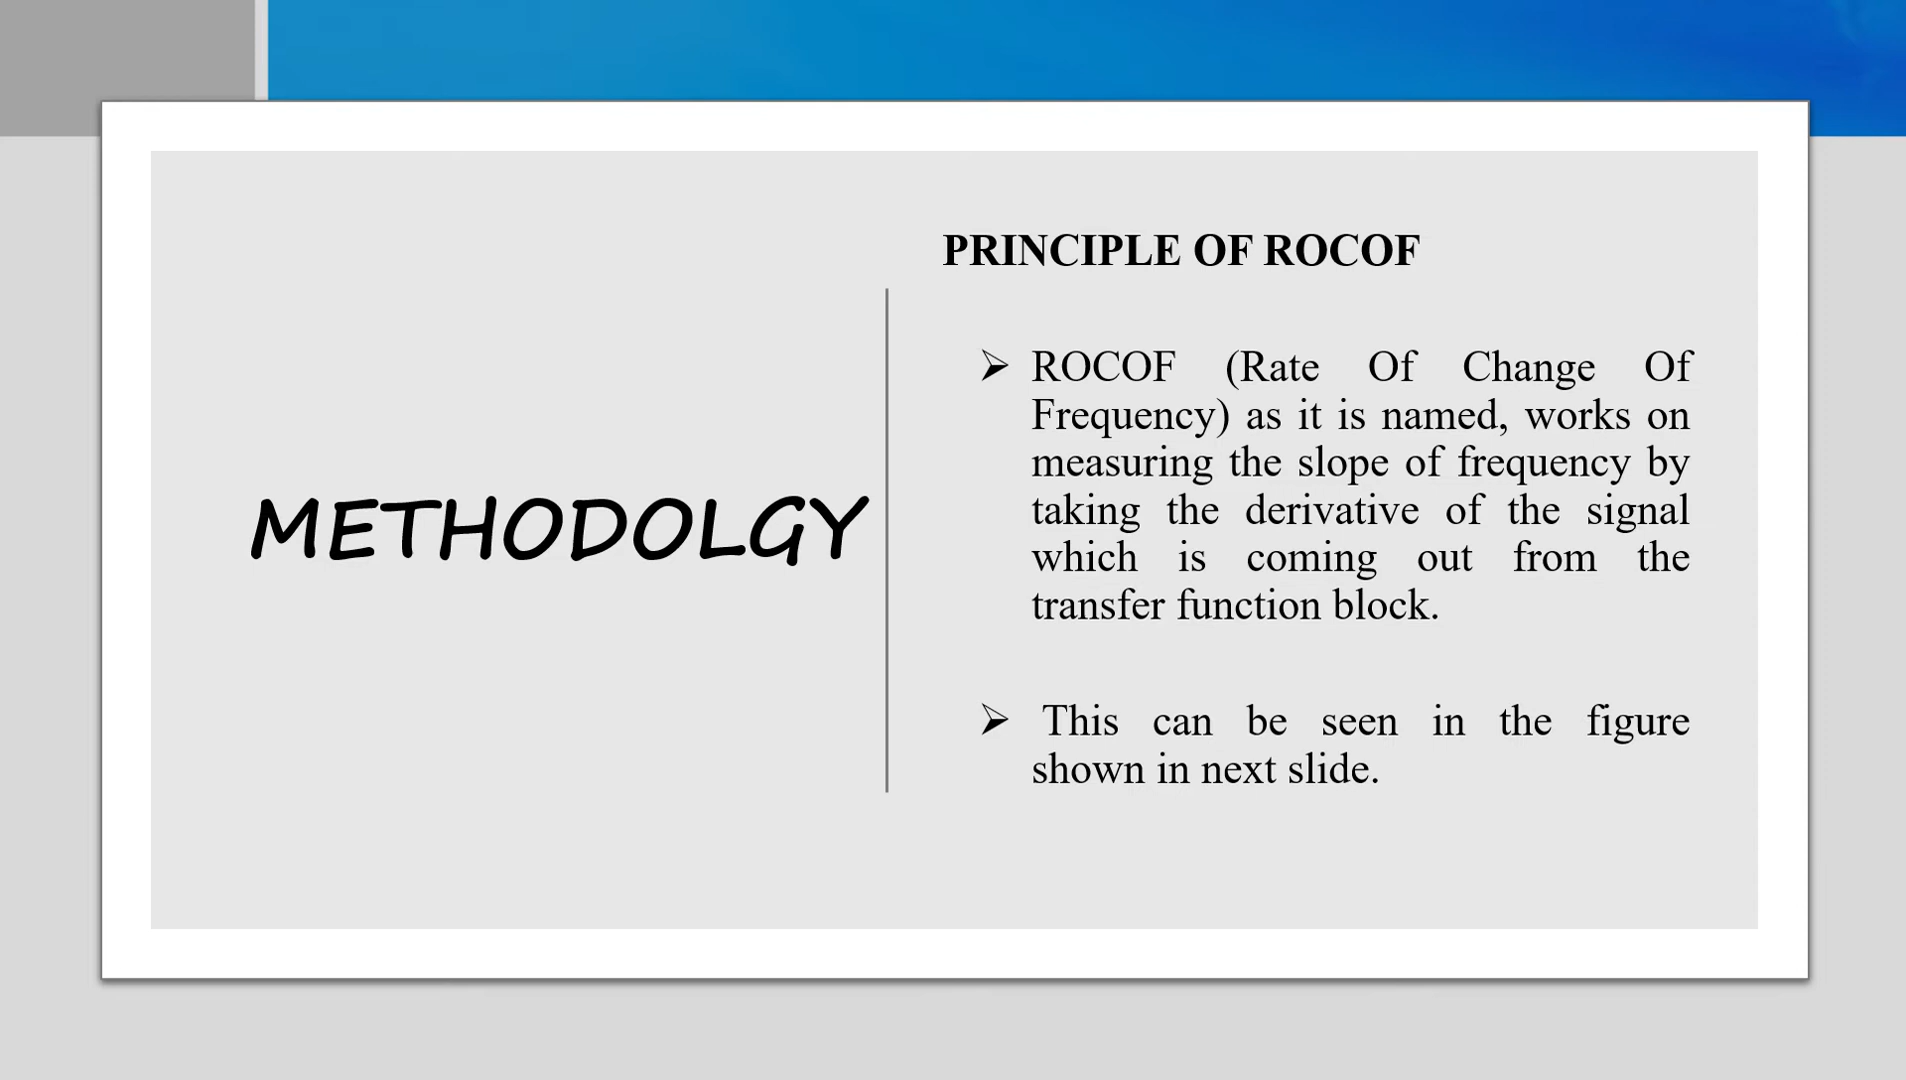 METHODOLGY
PRINCIPLE OF ROCOF
➢ ROCOF (Rate Of Change Of
Frequency) as it is named, works on
measuring the slope of frequency by
taking the derivative of the signal
which is coming out from the
transfer function block.
➢ This can be seen in the figure
shown in next slide.